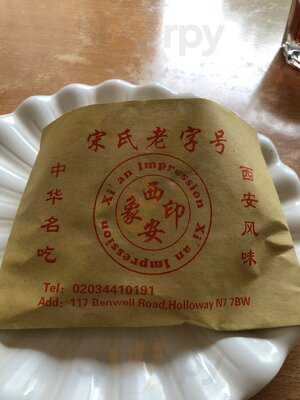 宋氏老字号
中华名吃
西安风味
Xi an Impression
西印
象安
Xi an Impression
Tel: 02034410191
Add: 117 Benwell Road,Holloway N7 7BW